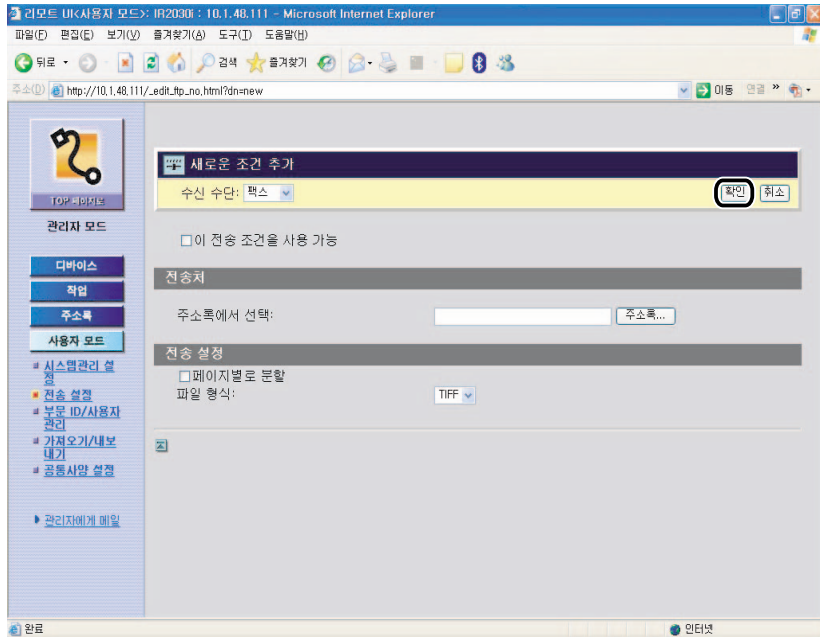 리모트 UI<사용자 모드>: IR2030i : 10.1.48.111 - Microsoft Internet Explorer
파일(F) 편집(E) 보기(V) 즐겨찾기(A) 도구(T) 도움말(H)
뒤로 검색 즐겨찾기
주소(D) http://10.1.48.111/_edit_ftp_no.html?dn=new 이동 연결 »
TOP 페이지로
관리자 모드
디바이스
작업
주소록
사용자 모드
시스템관리 설
정
전송 설정
부문 ID/사용자
관리
가져오기/내보
내기
공통사양 설정
관리자에게 메일
새로운 조건 추가
수신 수단: 팩스 확인 취소
이 전송 조건을 사용 가능
전송처
주소록에서 선택: 주소록...
전송 설정
페이지별로 분할
파일 형식: TIFF
완료 인터넷